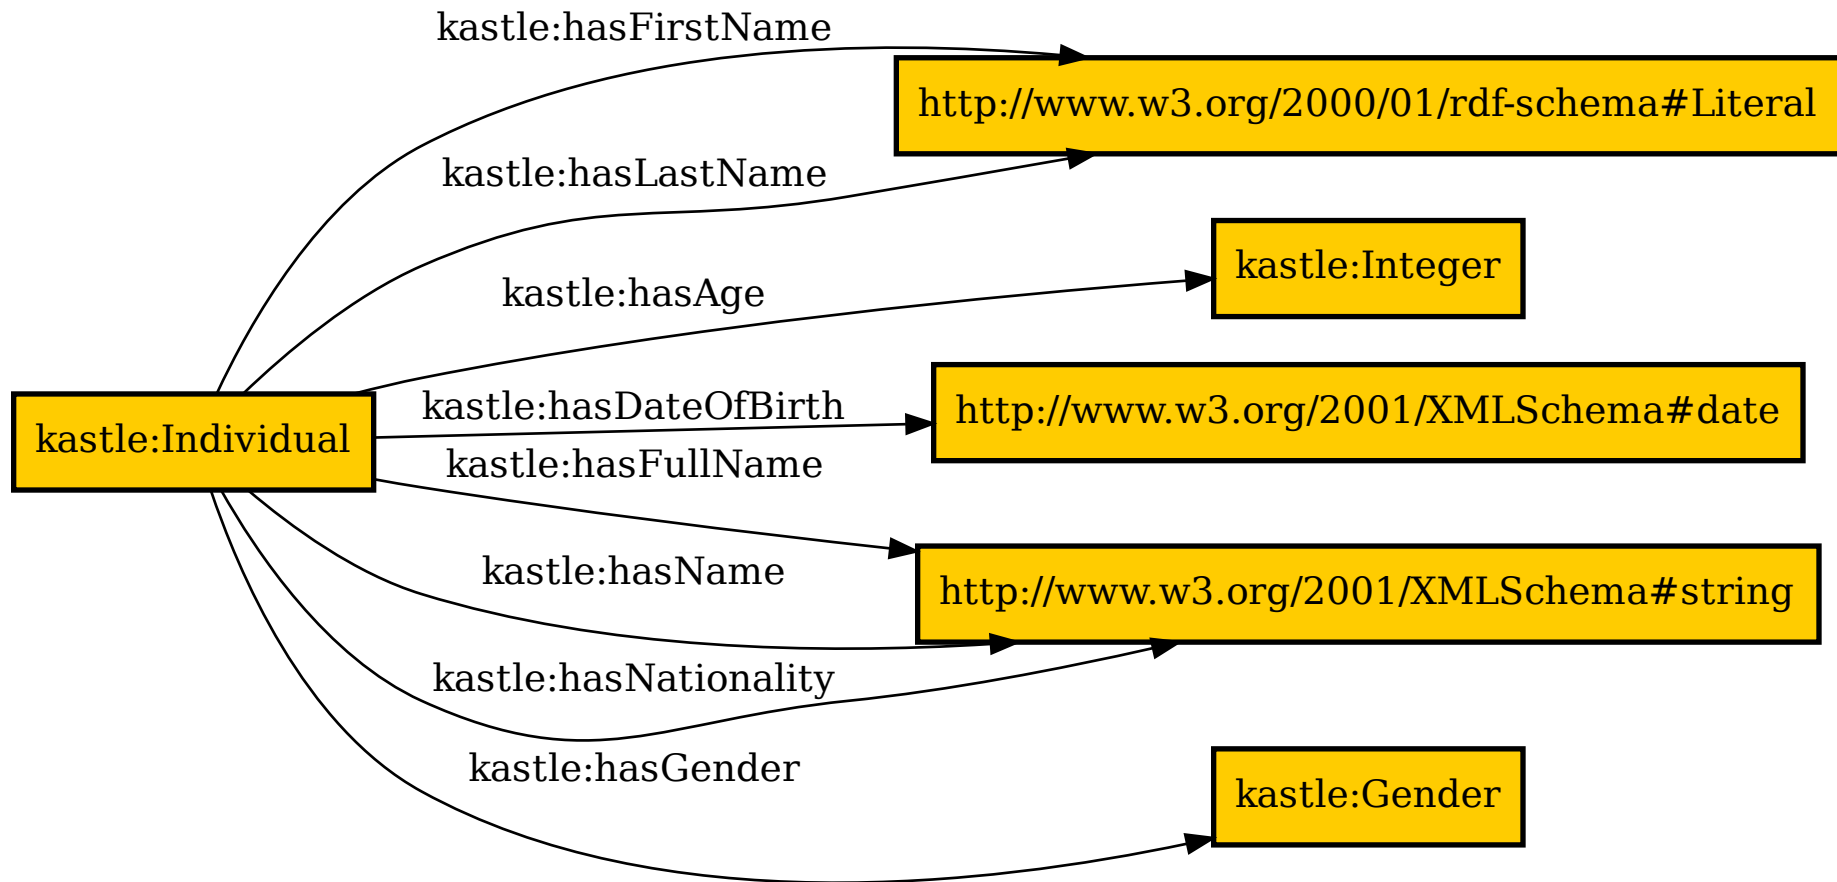 kastle:hasFirstName
http://www.w3.org/2000/01/rdf-schema#Literal
kastle:hasLastName
kastle:Integer
kastle:hasAge
kastle:hasDateOfBirth
http://www.w3.org/2001/XMLSchema#date
kastle:Individual
kastle:hasFullName
kastle:hasName
http://www.w3.org/2001/XMLSchema#string
kastle:hasNationality
kastle:hasGender
kastle:Gender